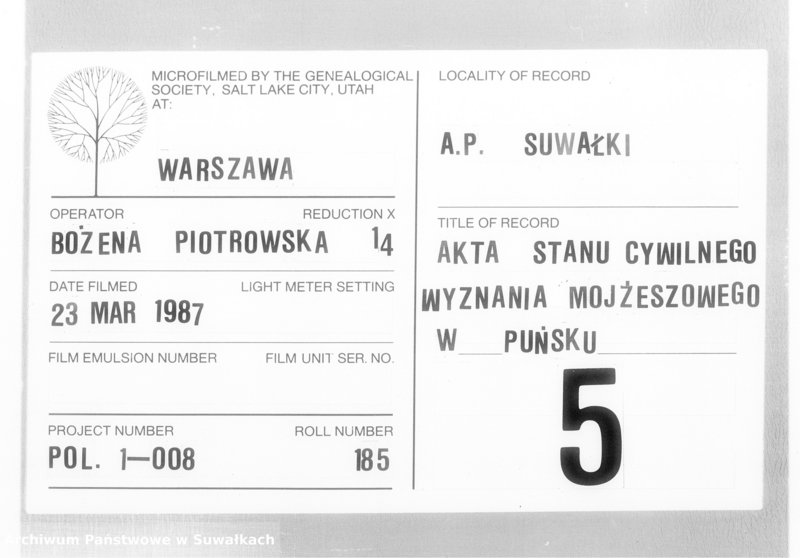 MICROFILMED BY THE GENEALOGICAL
SOCIETY, SALT LAKE CITY, UTAH
AT:
WARSZAWA
OPERATOR REDUCTION X
BOŻENA PIOTROWSKA 14
DATE FILMED LIGHT METER SETTING
23 MAR 1987
FILM EMULSION NUMBER FILM UNIT SER. NO.
PROJECT NUMBER ROLL NUMBER
POL. 1—008 185
LOCALITY OF RECORD
A.P. SUWAŁKI
TITLE OF RECORD
AKTA STANU CYWILNEGO
WYZNANIA MOJŻESZOWEGO
W PUŃSKU
5
Archiwum Państwowe w Suwałkach